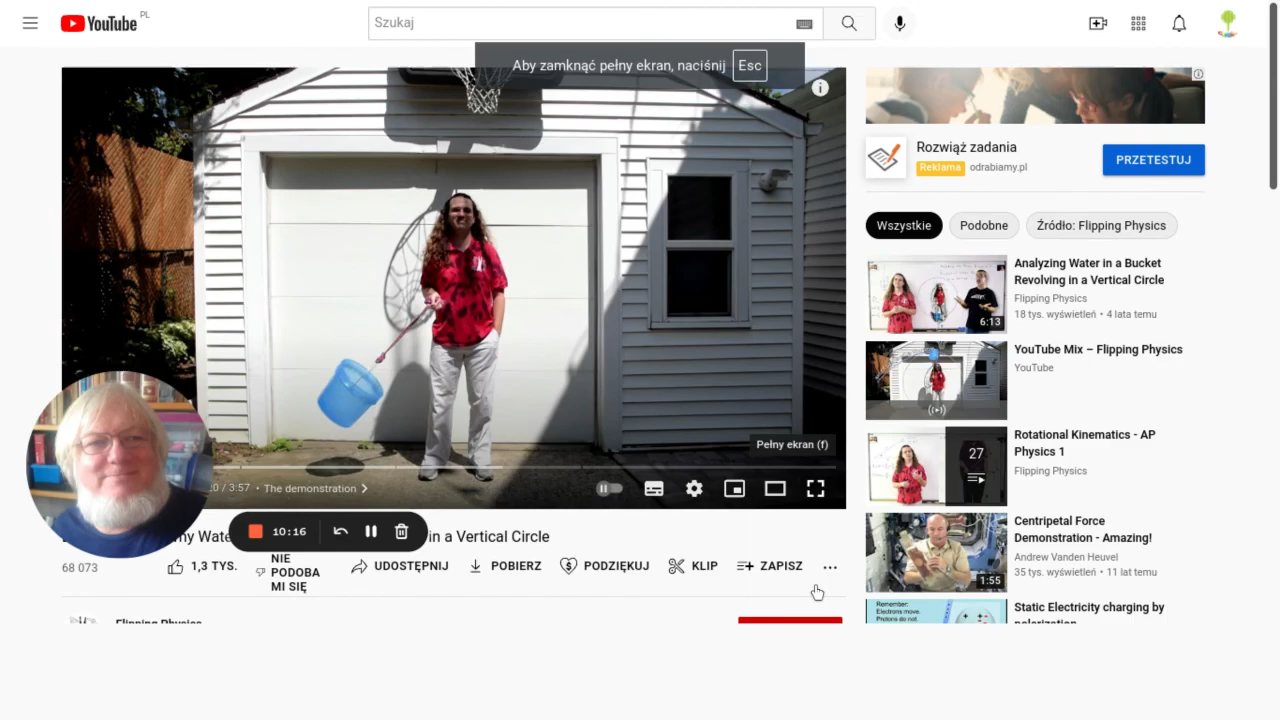 YouTube PL
Szukaj
Aby zamknąć pełny ekran, naciśnij Esc
Rozwiąż zadania
Reklama odrabiamy.pl
PRZETESTUJ
Wszystkie
Podobne
Źródło: Flipping Physics
Analyzing Water in a Bucket
Revolving in a Vertical Circle
Flipping Physics
18 tys. wyświetleń • 4 lata temu
6:13
YouTube Mix – Flipping Physics
YouTube
Rotational Kinematics - AP
Physics 1
Flipping Physics
27
Centripetal Force
Demonstration - Amazing!
Andrew Vanden Heuvel
35 tys. wyświetleń • 11 lat temu
1:55
Static Electricity charging by
polarization
Remember:
Electrons move.
Protons do not.
Pełny ekran (f)
/ 3:57 • The demonstration
10:16
in a Vertical Circle
68 073
1,3 TYS.
NIE
PODOBA
MI SIĘ
UDOSTĘPNIJ
POBIERZ
PODZIĘKUJ
KLIP
ZAPISZ
Flipping Physics